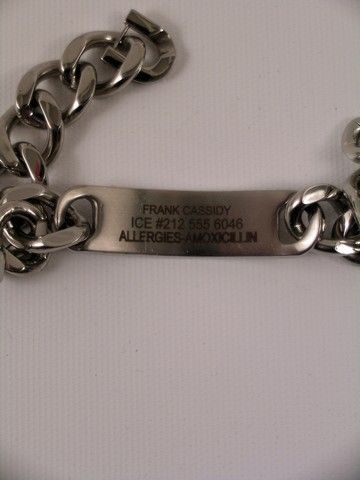 FRANK CASSIDY
ICE #212 555 6046
ALLERGIES-AMOXICILLIN